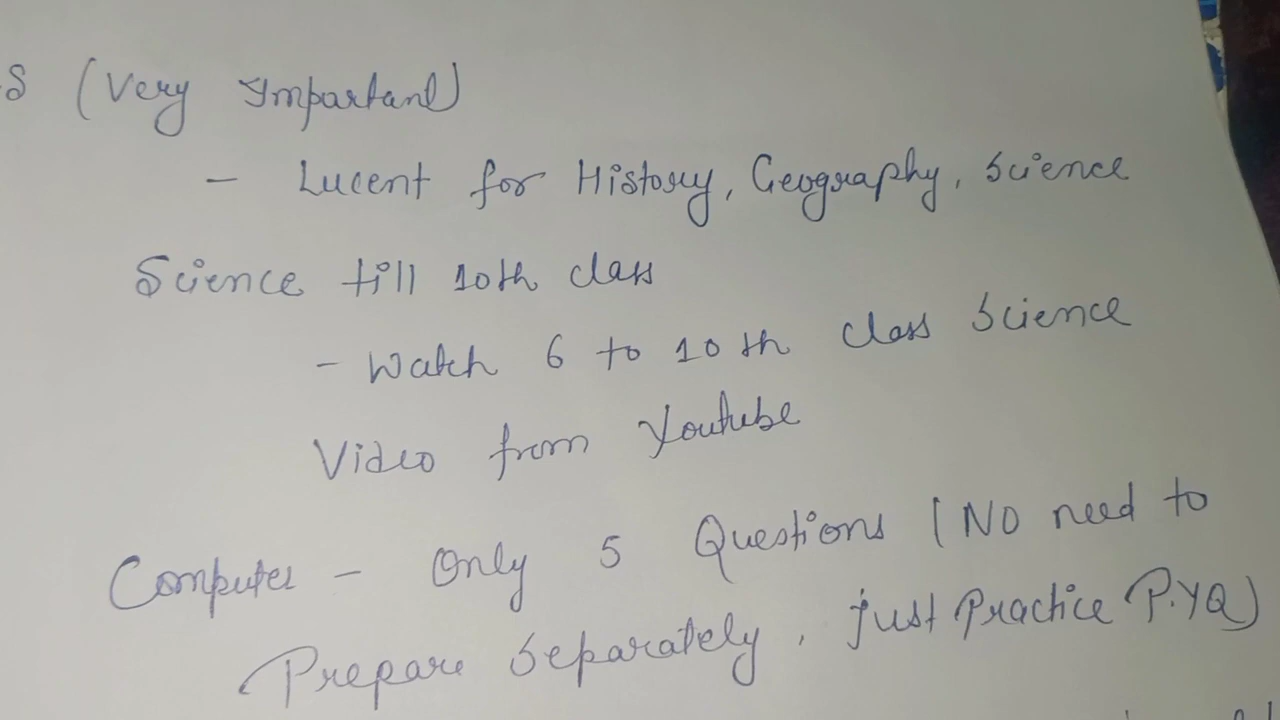 S (Very Important)
- Lucent for History, Geography, Science
Science till 10th class
- Watch 6 to 10th class Science
Video from Youtube
Computer - Only 5 Questions (No need to
Prepare Separately, just Practice P.YQ)